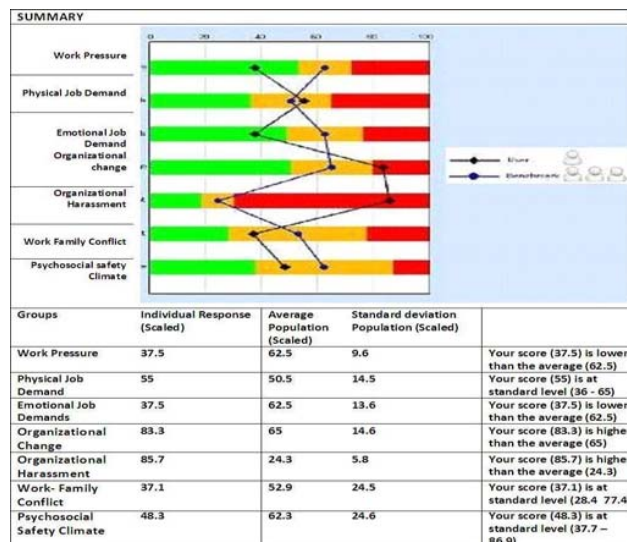 SUMMARY
0 20 40 60 80 100
Work Pressure
Physical Job Demand
Emotional Job
Demand
Organizational
change
Organizational
Harassment
Work Family Conflict
Psychosocial safety
Climate
User
Benchmark
Groups Individual Response (Scaled) Average Population (Scaled) Standard deviation Population (Scaled)
Work Pressure 37.5 62.5 9.6 Your score (37.5) is lower than the average (62.5)
Physical Job Demand 55 50.5 14.5 Your score (55) is at standard level (36 - 65)
Emotional Job Demands 37.5 62.5 13.6 Your score (37.5) is lower than the average (62.5)
Organizational Change 83.3 65 14.6 Your score (83.3) is highe than the average (65)
Organizational Harassment 85.7 24.3 5.8 Your score (85.7) is highe than the average (24.3)
Work- Family Conflict 37.1 52.9 24.5 Your score (37.1) is at standard level (28.4 77.4
Psychosocial Safety Climate 48.3 62.3 24.6 Your score (48.3) is at standard level (37.7 – 86.9)